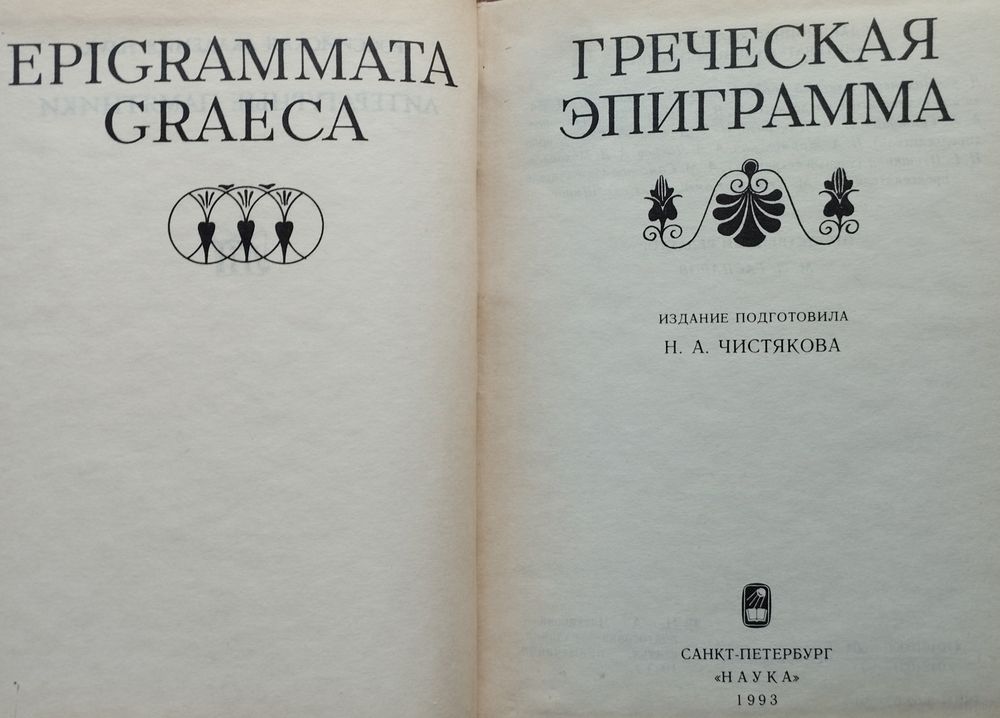 EPIGRAMMATA
GRAECA
ГРЕЧЕСКАЯ
ЭПИГРАММА
ИЗДАНИЕ ПОДГОТОВИЛА
Н. А. ЧИСТЯКОВА
САНКТ-ПЕТЕРБУРГ
«НАУКА»
1993